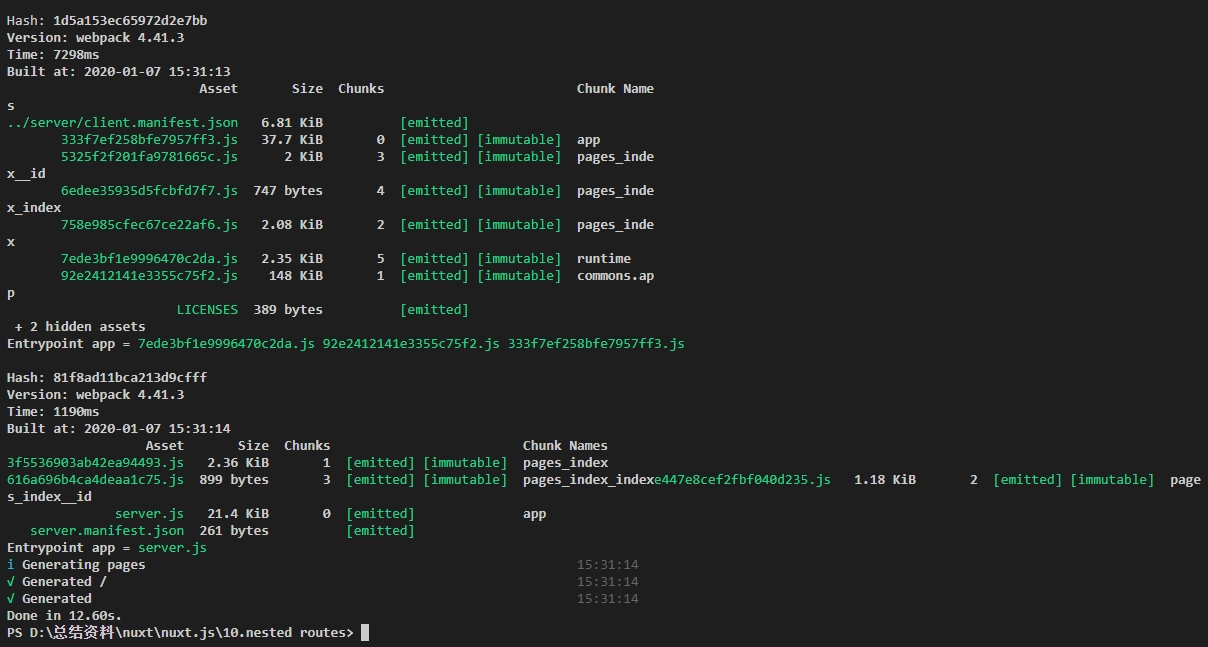 Hash: 1d5a153ec65972d2e7bb
Version: webpack 4.41.3
Time: 7298ms
Built at: 2020-01-07 15:31:13
Asset Size Chunks Chunk Name
s
../server/client.manifest.json 6.81 KiB [emitted]
333f7ef258bfe7957ff3.js 37.7 KiB 0 [emitted] [immutable] app
5325f2f201fa9781665c.js 2 KiB 3 [emitted] [immutable] pages_inde
x__id
6edee35935d5fcbfd7f7.js 747 bytes 4 [emitted] [immutable] pages_inde
x_index
758e985cfec67ce22af6.js 2.08 KiB 2 [emitted] [immutable] pages_inde
x
7ede3bf1e9996470c2da.js 2.35 KiB 5 [emitted] [immutable] runtime
92e2412141e3355c75f2.js 148 KiB 1 [emitted] [immutable] commons.ap
p
LICENSES 389 bytes [emitted]
+ 2 hidden assets
Entrypoint app = 7ede3bf1e9996470c2da.js 92e2412141e3355c75f2.js 333f7ef258bfe7957ff3.js
Hash: 81f8ad11bca213d9cfff
Version: webpack 4.41.3
Time: 1190ms
Built at: 2020-01-07 15:31:14
Asset Size Chunks Chunk Names
3f5536903ab42ea94493.js 2.36 KiB 1 [emitted] [immutable] pages_index
616a696b4ca4deaa1c75.js 899 bytes 3 [emitted] [immutable] pages_index_indexe447e8cef2fbf040d235.js 1.18 KiB 2 [emitted] [immutable] page
s_index__id
server.js 21.4 KiB 0 [emitted] app
server.manifest.json 261 bytes [emitted]
Entrypoint app = server.js
i Generating pages 15:31:14
√ Generated / 15:31:14
√ Generated 15:31:14
Done in 12.60s.
PS D:\总结资料\nuxt\nuxt.js\10.nested routes>